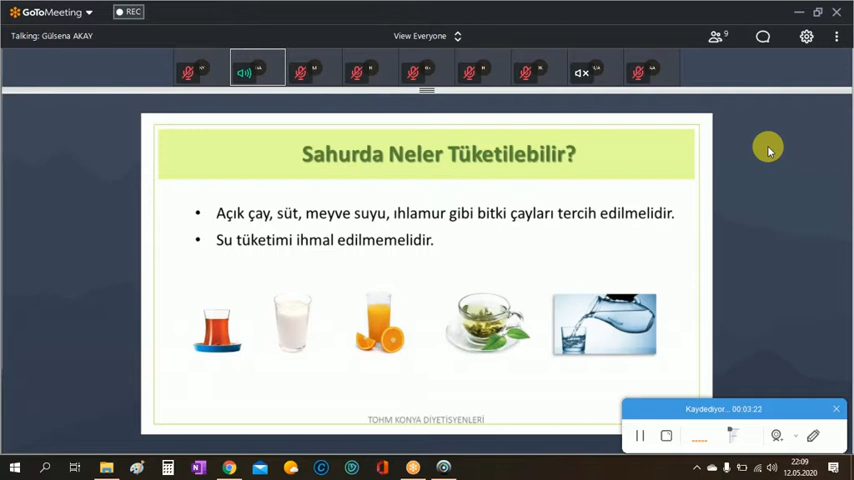 GoToMeeting
REC
Talking: Gülsena AKAY
View Everyone
9
Sahurda Neler Tüketilebilir?
• Açık çay, süt, meyve suyu, ıhlamur gibi bitki çayları tercih edilmelidir.
• Su tüketimi ihmal edilmemelidir.
TOHM KONYA DİYETİSYENLERİ
Kaydediyor... 00:03:22
22:09
12.05.2020